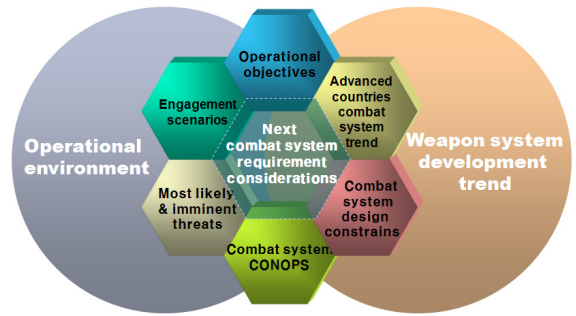 Operational
objectives
Engagement
scenarios
Advanced
countries
combat
system
trend
Operational
environment
Next
combat system
requirement
considerations
Weapon system
development
trend
Most likely
& imminent
threats
Combat
system
design
constrains
Combat system
CONOPS